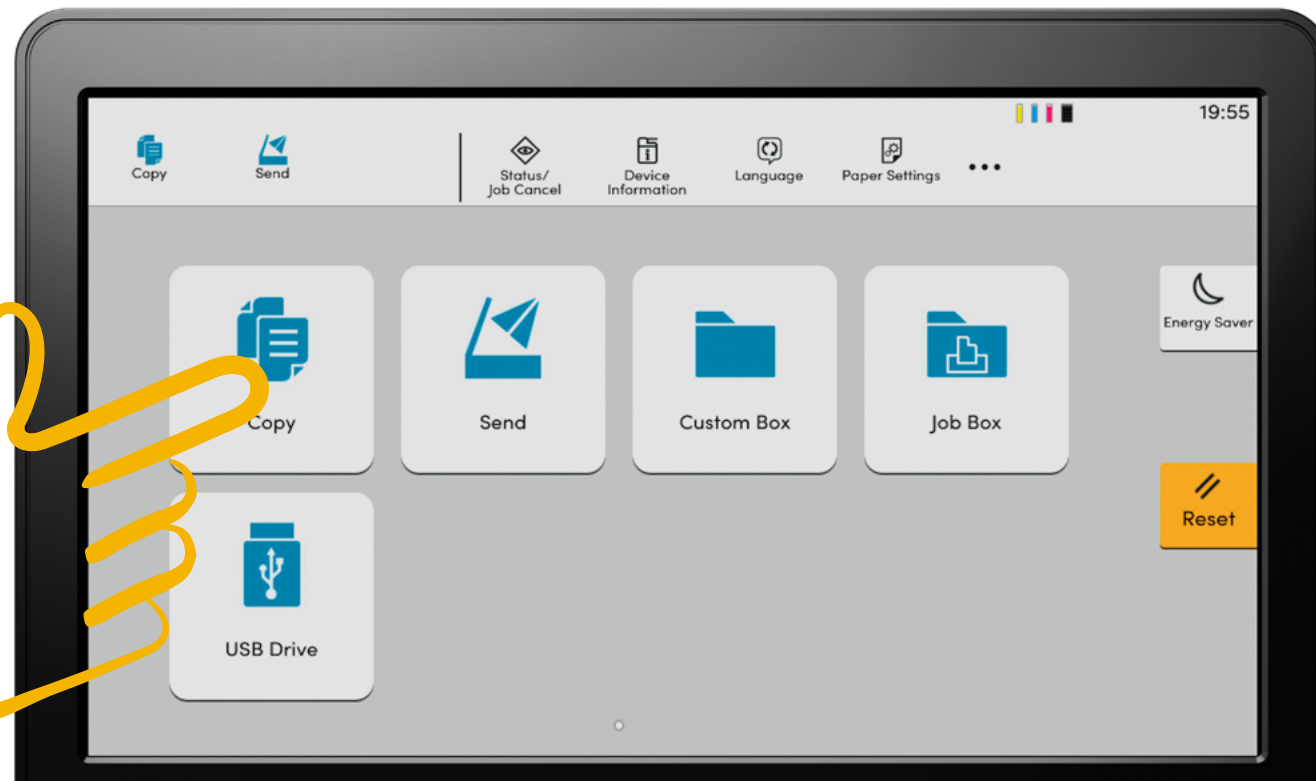 19:55
Copy
Send
Status/
Job Cancel
Device
Information
Language
Paper Settings
Energy Saver
Copy
Send
Custom Box
Job Box
Reset
USB Drive